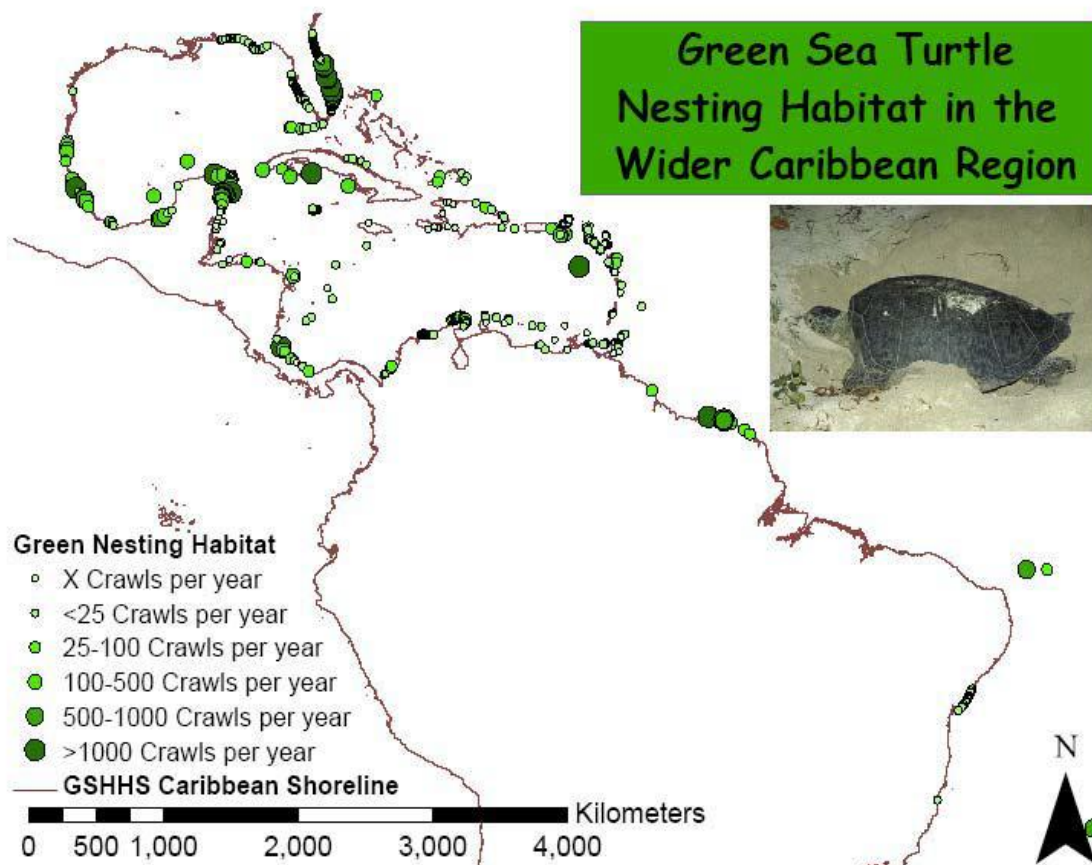 Green Sea Turtle
Nesting Habitat in the
Wider Caribbean Region
Green Nesting Habitat
X Crawls per year
<25 Crawls per year
25-100 Crawls per year
100-500 Crawls per year
500-1000 Crawls per year
>1000 Crawls per year
GSHHS Caribbean Shoreline
Kilometers
0 500 1,000 2,000 3,000 4,000
N